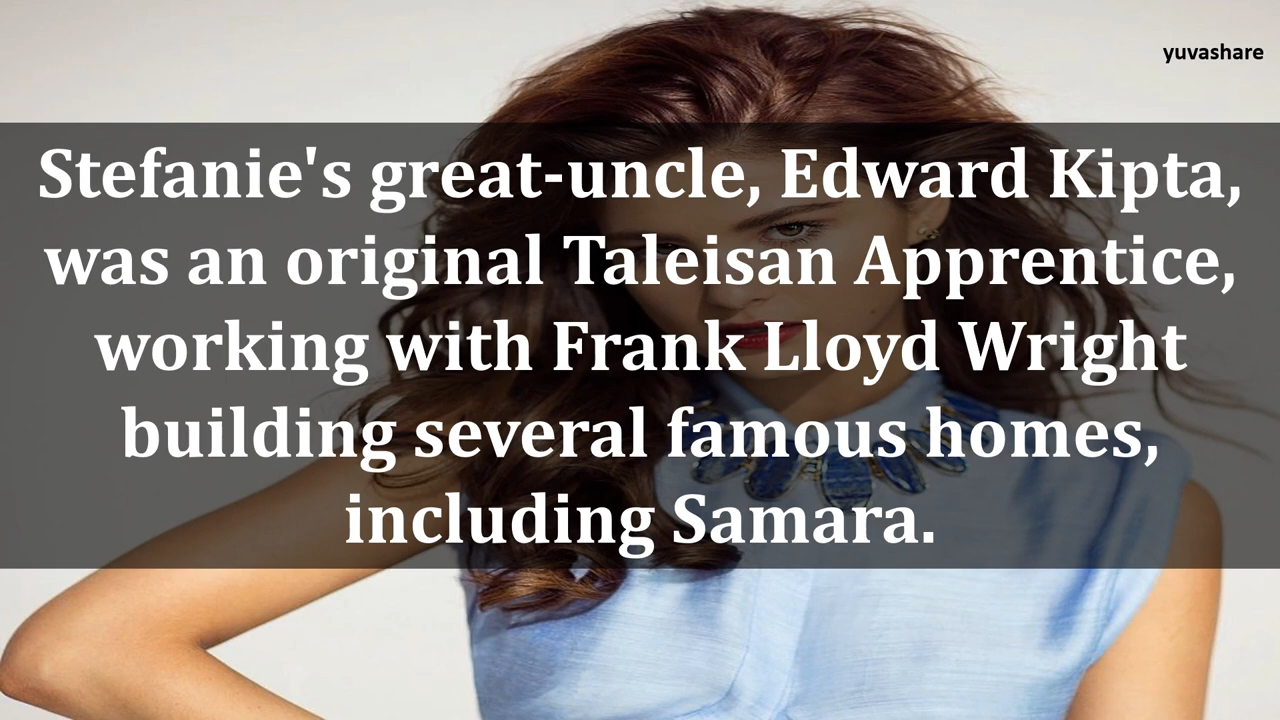 yuvashare
Stefanie's great-uncle, Edward Kipta,
was an original Taleisan Apprentice,
working with Frank Lloyd Wright
building several famous homes,
including Samara.